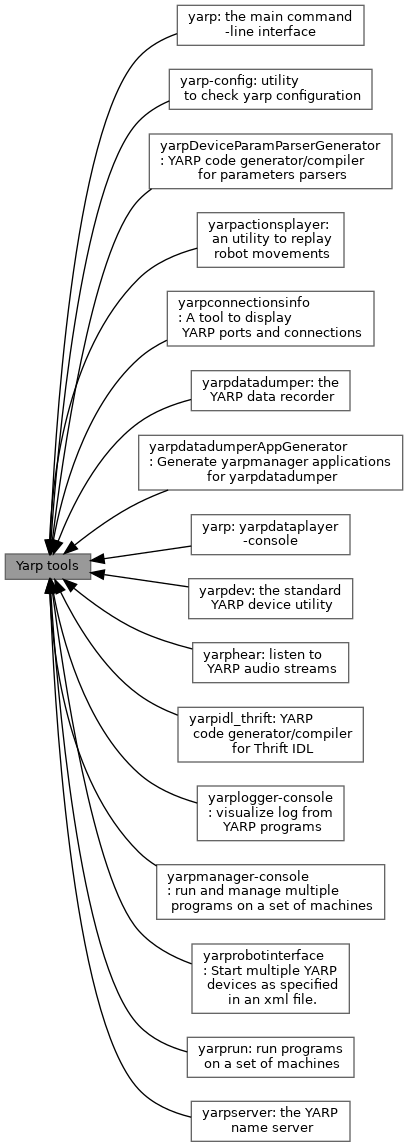 yarp: the main command
-line interface
yarp-config: utility
to check yarp configuration
yarpDeviceParamParserGenerator
: YARP code generator/compiler
for parameters parsers
yarpactionsplayer:
an utility to replay
robot movements
yarpconnectionsinfo
: A tool to display
YARP ports and connections
yarpdatadumper: the
YARP data recorder
yarpdatadumperAppGenerator
: Generate yarpmanager applications
for yarpdatadumper
yarp: yarpdataplayer
-console
Yarp tools
yarpdev: the standard
YARP device utility
yarphear: listen to
YARP audio streams
yarpidl_thrift: YARP
code generator/compiler
for Thrift IDL
yarplogger-console
: visualize log from
YARP programs
yarpmanager-console
: run and manage multiple
programs on a set of machines
yarprobotinterface
: Start multiple YARP
devices as specified
in an xml file.
yarprun: run programs
on a set of machines
yarpserver: the YARP
name server